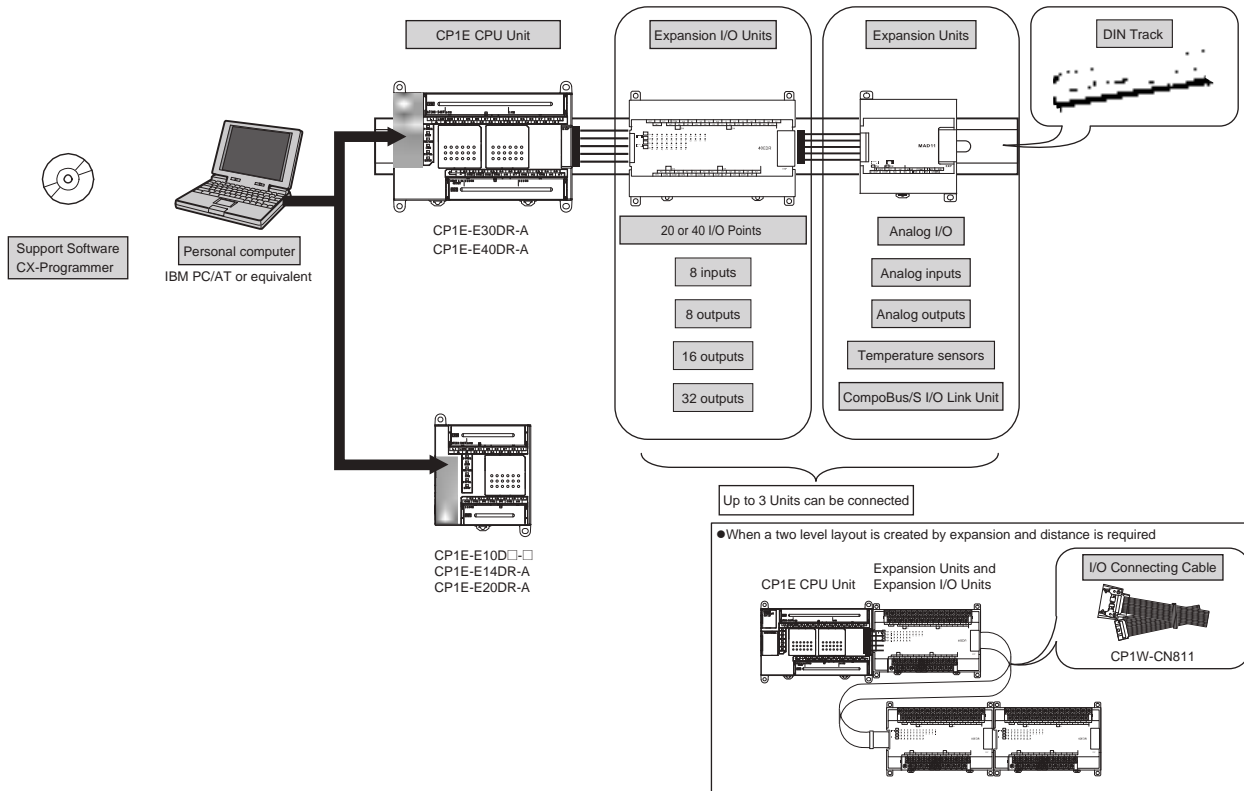 CP1E CPU Unit
Expansion I/O Units
Expansion Units
DIN Track
MAD11
CP1E-E30DR-A
CP1E-E40DR-A
20 or 40 I/O Points
8 inputs
8 outputs
16 outputs
32 outputs
Analog I/O
Analog inputs
Analog outputs
Temperature sensors
CompoBus/S I/O Link Unit
Support Software
CX-Programmer
Personal computer
IBM PC/AT or equivalent
CP1E-E10D□-□
CP1E-E14DR-A
CP1E-E20DR-A
Up to 3 Units can be connected
●When a two level layout is created by expansion and distance is required
CP1E CPU Unit
Expansion Units and
Expansion I/O Units
I/O Connecting Cable
CP1W-CN811